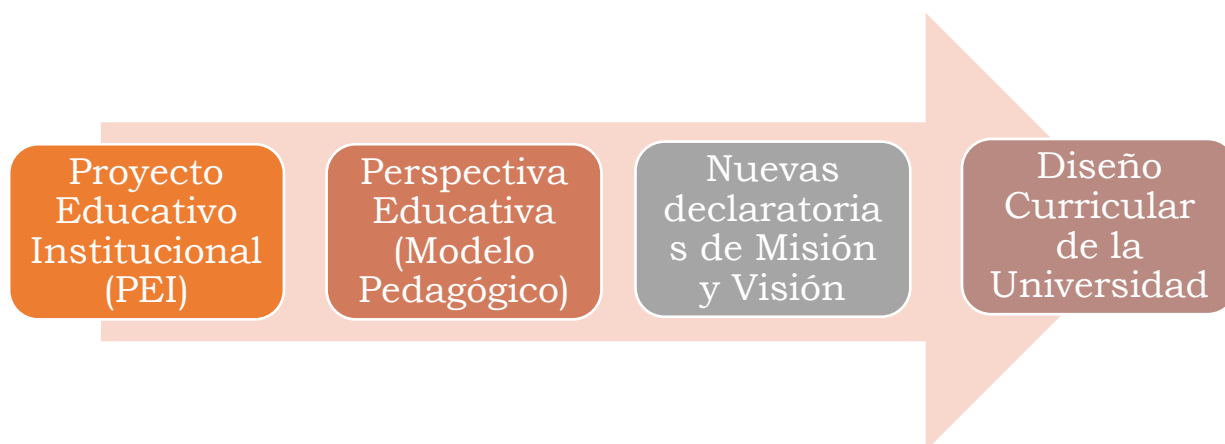 Proyecto
Educativo
Institucional
(PEI)
Perspectiva
Educativa
(Modelo
Pedagógico)
Nuevas
declaratoria
s de Misión
y Visión
Diseño
Curricular
de la
Universidad